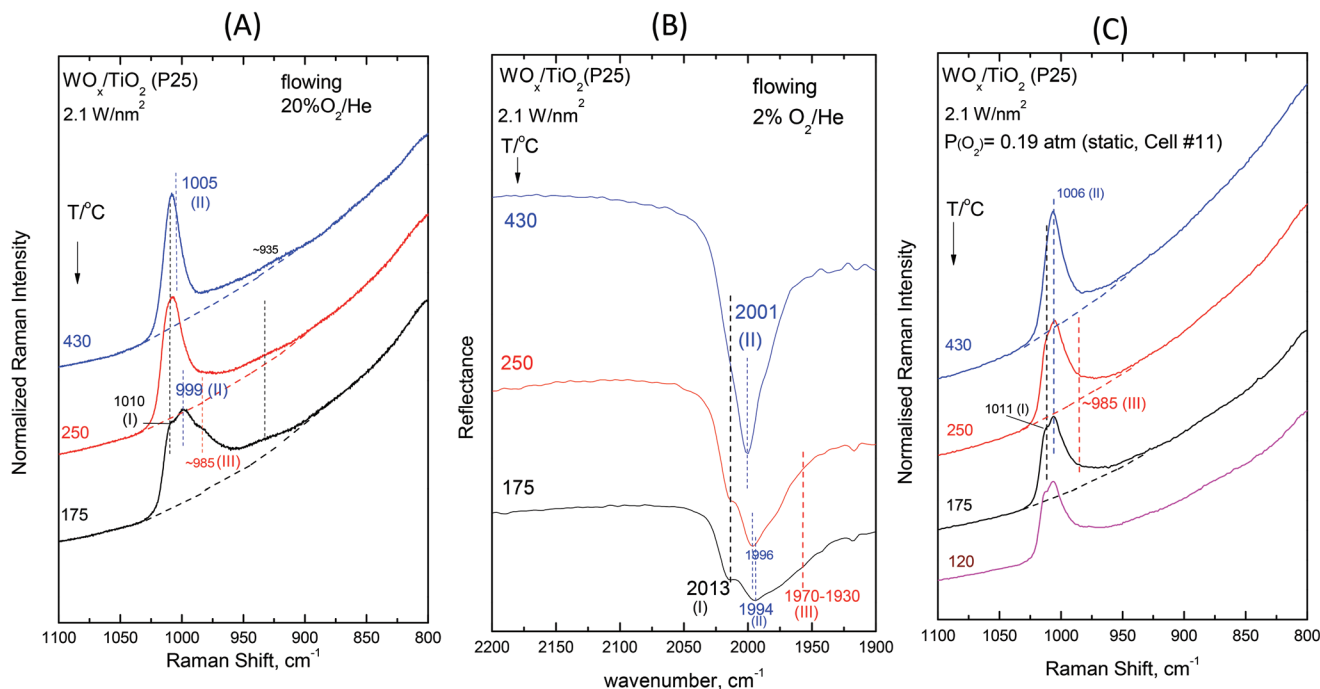 (A)
WOₓ/TiO₂ (P25)
2.1 W/nm²
flowing
20%O₂/He
T/°C
1005
(II)
~935
430
1010
(I)
999 (II)
250
~985 (III)
175
Normalized Raman Intensity
1100 1050 1000 950 900 850 800
Raman Shift, cm⁻¹
(B)
WOₓ/TiO₂ (P25)
2.1 W/nm²
flowing
2% O₂/He
T/°C
430
2001
(II)
250
175
1996
2013
(I)
1994
(II)
1970-1930
(III)
Reflectance
2200 2150 2100 2050 2000 1950 1900
wavenumber, cm⁻¹
(C)
WOₓ/TiO₂ (P25)
2.1 W/nm²
P(O₂)= 0.19 atm (static, Cell #11)
T/°C
1006 (II)
430
~985 (III)
1011 (I)
250
175
120
Normalised Raman Intensity
1100 1050 1000 950 900 850 800
Raman Shift, cm⁻¹